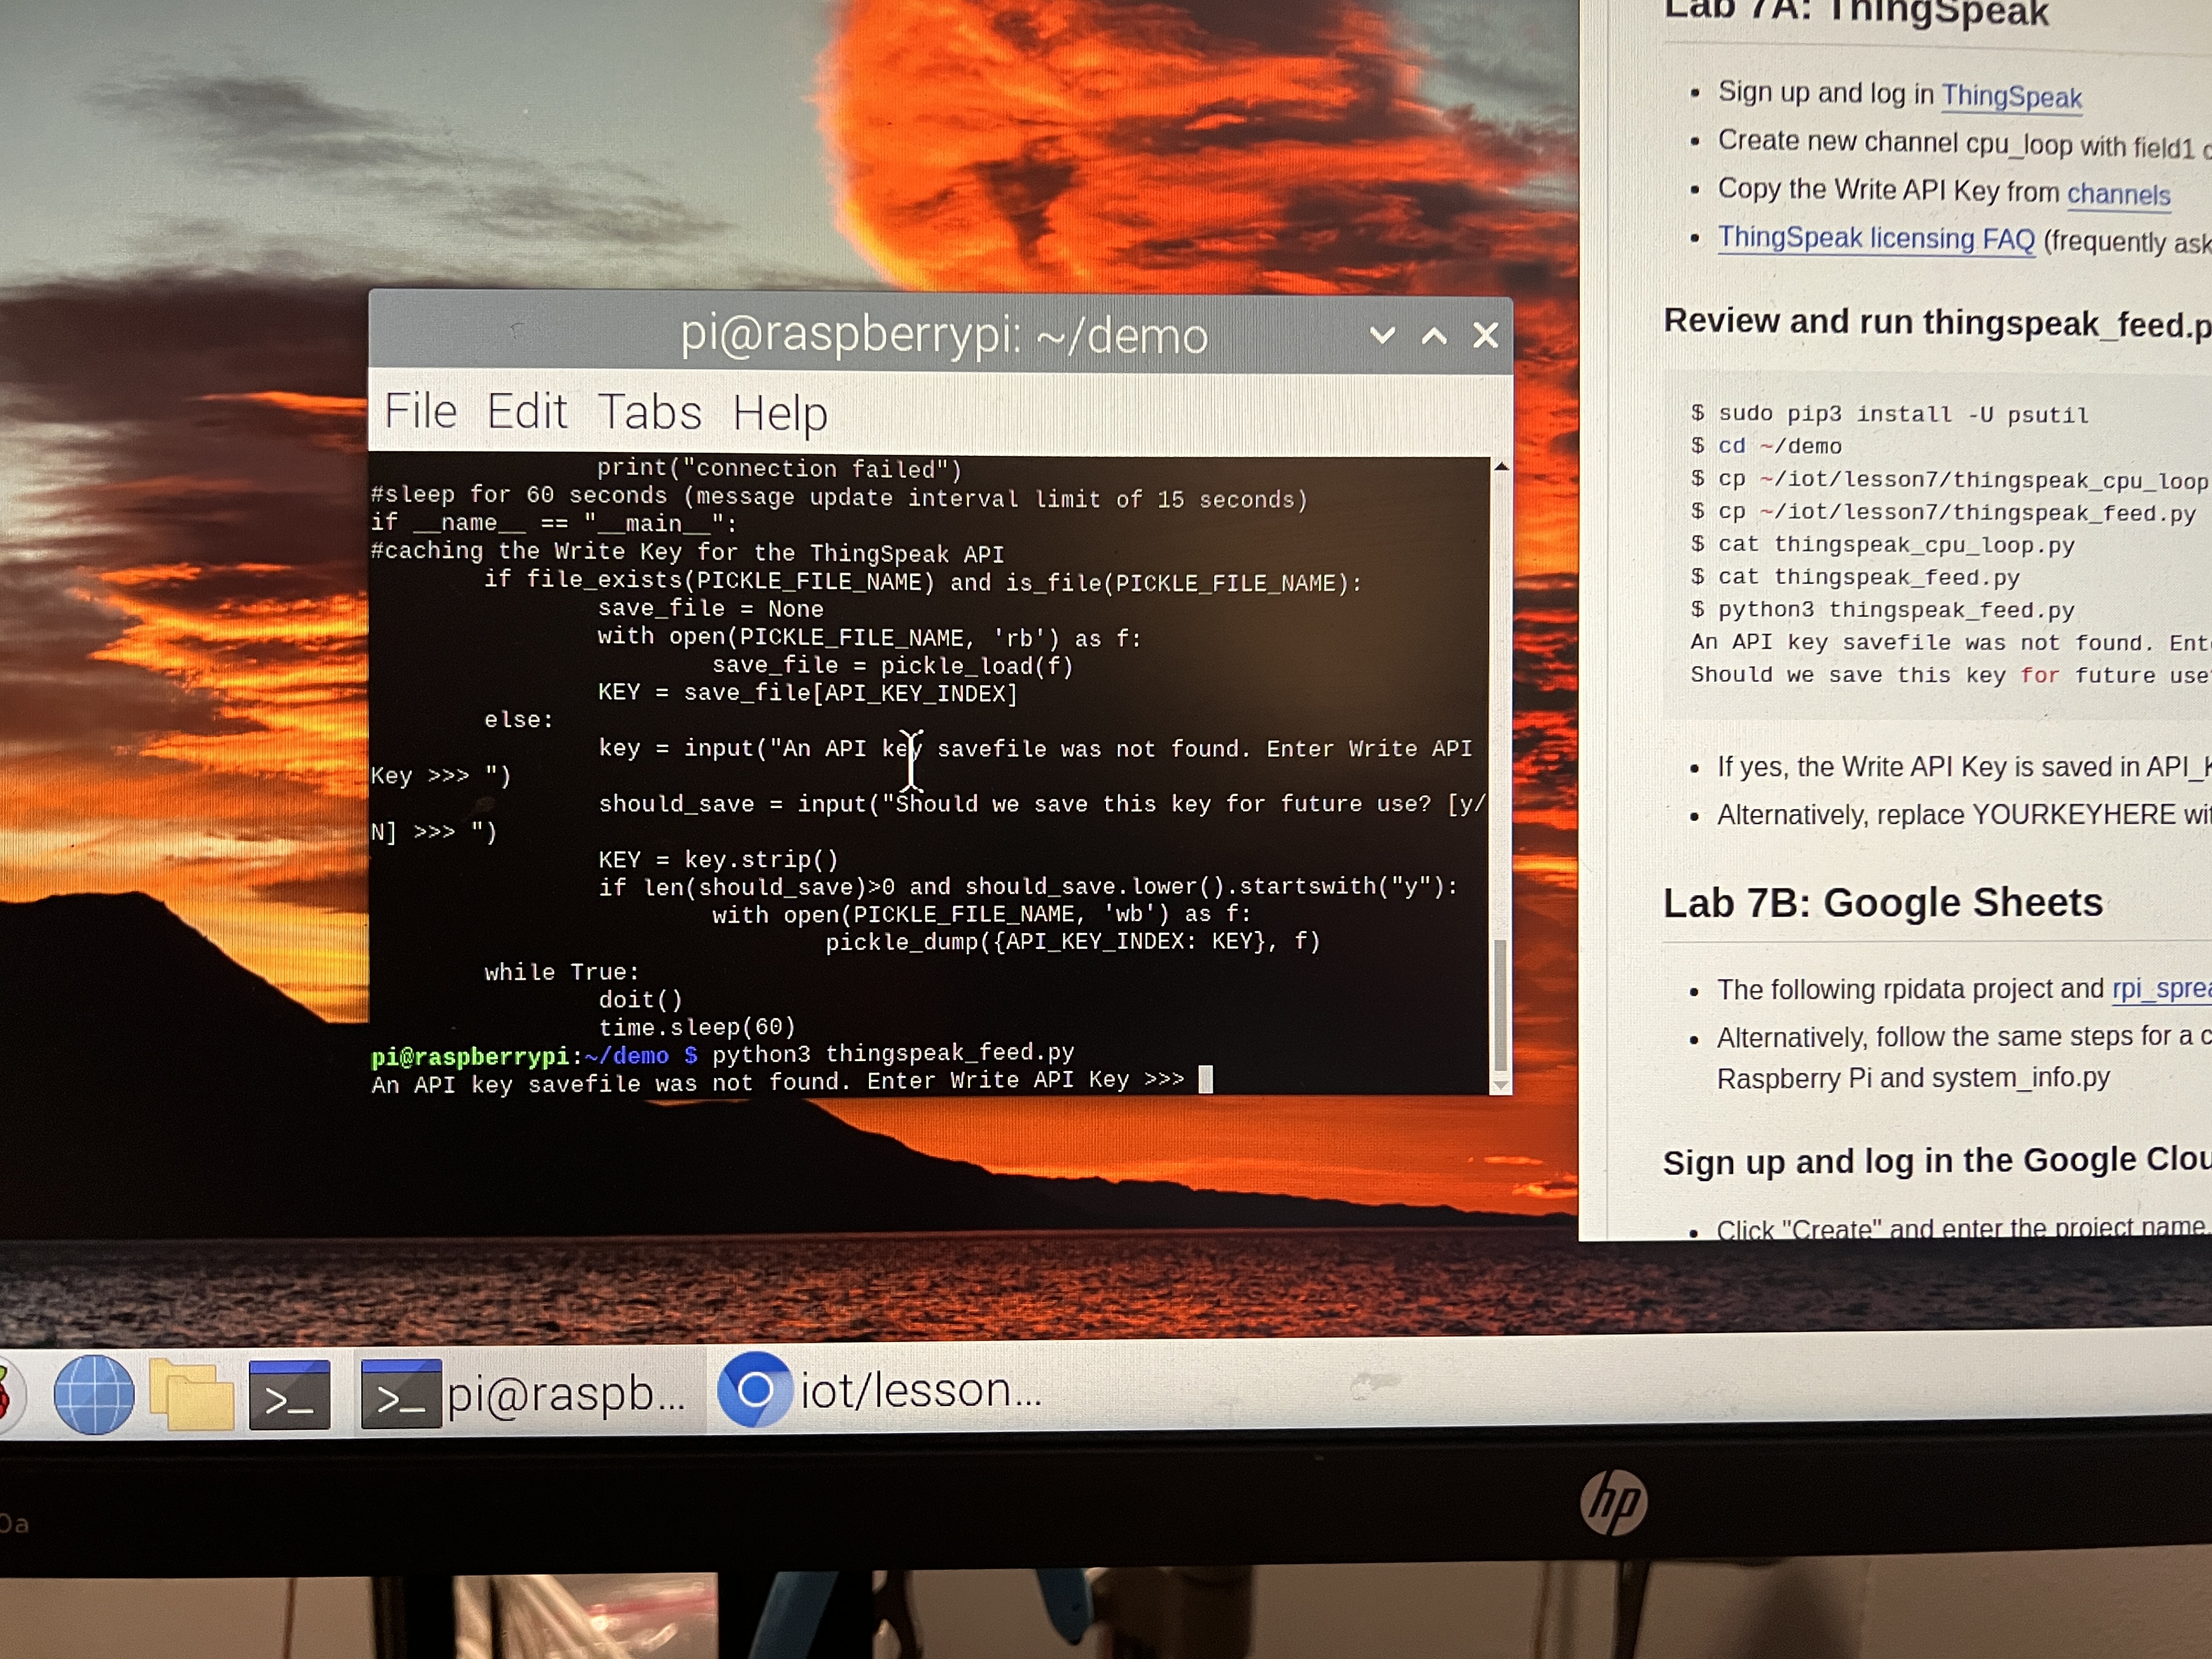 pi@raspberrypi: ~/demo
File Edit Tabs Help
print("connection failed")
#sleep for 60 seconds (message update interval limit of 15 seconds)
if __name__ == "__main__":
#caching the Write Key for the ThingSpeak API
if file_exists(PICKLE_FILE_NAME) and is_file(PICKLE_FILE_NAME):
save_file = None
with open(PICKLE_FILE_NAME, 'rb') as f:
save_file = pickle_load(f)
KEY = save_file[API_KEY_INDEX]
else:
key = input("An API key savefile was not found. Enter Write API
Key >>> ")
should_save = input("Should we save this key for future use? [y/
N] >>> ")
KEY = key.strip()
if len(should_save)>0 and should_save.lower().startswith("y"):
with open(PICKLE_FILE_NAME, 'wb') as f:
pickle_dump({API_KEY_INDEX: KEY}, f)
while True:
doit()
time.sleep(60)
pi@raspberrypi:~/demo $ python3 thingspeak_feed.py
An API key savefile was not found. Enter Write API Key >>>
Lab 7A: ThingSpeak
Sign up and log in ThingSpeak
Create new channel cpu_loop with field1
Copy the Write API Key from channels
ThingSpeak licensing FAQ (frequently ask
Review and run thingspeak_feed.p
$ sudo pip3 install -U psutil
$ cd ~/demo
$ cp ~/iot/lesson7/thingspeak_cpu_loop
$ cp ~/iot/lesson7/thingspeak_feed.py
$ cat thingspeak_cpu_loop.py
$ cat thingspeak_feed.py
$ python3 thingspeak_feed.py
An API key savefile was not found. Ent
Should we save this key for future use
If yes, the Write API Key is saved in API_K
Alternatively, replace YOURKEYHERE wit
Lab 7B: Google Sheets
The following rpidata project and rpi_sprea
Alternatively, follow the same steps for a c
Raspberry Pi and system_info.py
Sign up and log in the Google Clou
Click "Create" and enter the project name.
>_
>_ pi@raspb...
iot/lesson...
hp
0a